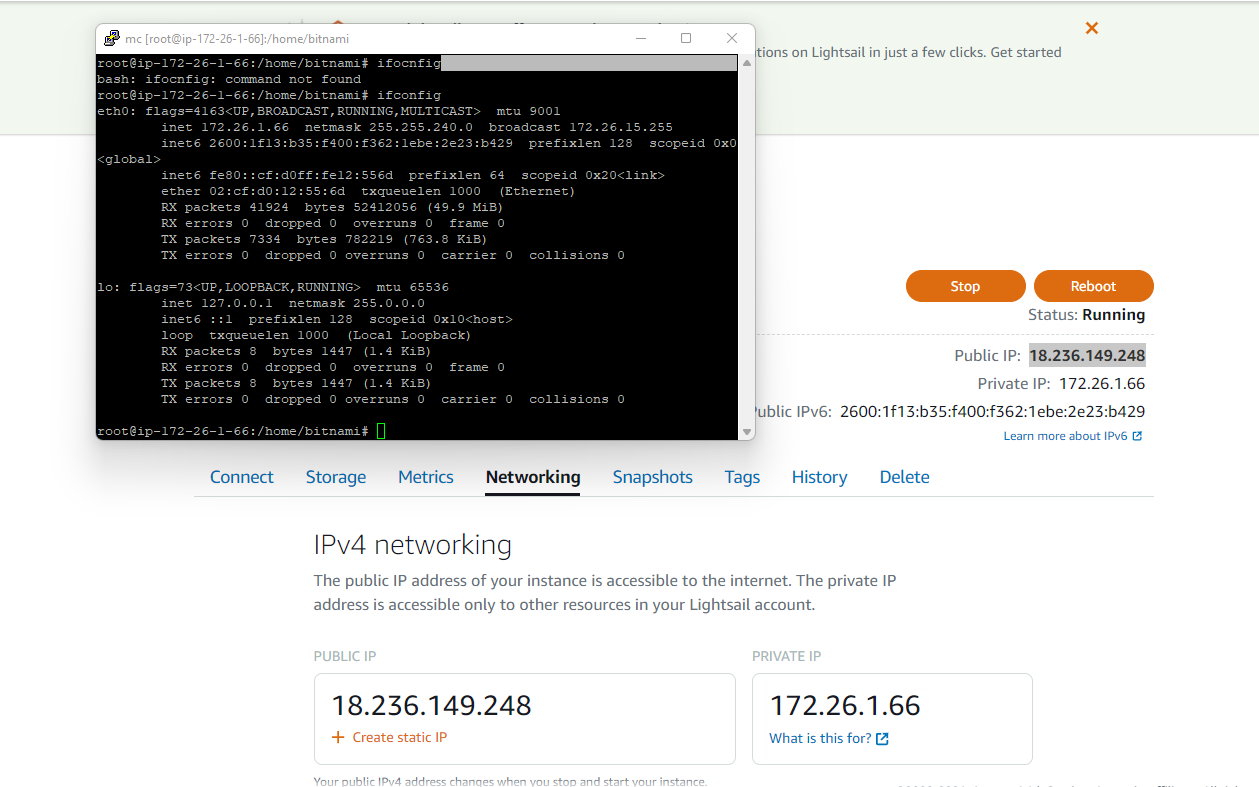 mc [root@ip-172-26-1-66]:/home/bitnami
root@ip-172-26-1-66:/home/bitnami# ifocnfig
bash: ifocnfig: command not found
root@ip-172-26-1-66:/home/bitnami# ifconfig
eth0: flags=4163<UP,BROADCAST,RUNNING,MULTICAST>  mtu 9001
inet 172.26.1.66  netmask 255.255.240.0  broadcast 172.26.15.255
inet6 2600:1f13:b35:f400:f362:1ebe:2e23:b429  prefixlen 128  scopeid 0x0
<global>
inet6 fe80::cf:d0ff:fe12:556d  prefixlen 64  scopeid 0x20<link>
ether 02:cf:d0:12:55:6d  txqueuelen 1000  (Ethernet)
RX packets 41924  bytes 52412056 (49.9 MiB)
RX errors 0  dropped 0  overruns 0  frame 0
TX packets 7334  bytes 782219 (763.8 KiB)
TX errors 0  dropped 0 overruns 0  carrier 0  collisions 0
lo: flags=73<UP,LOOPBACK,RUNNING>  mtu 65536
inet 127.0.0.1  netmask 255.0.0.0
inet6 ::1  prefixlen 128  scopeid 0x10<host>
loop  txqueuelen 1000  (Local Loopback)
RX packets 8  bytes 1447 (1.4 KiB)
RX errors 0  dropped 0  overruns 0  frame 0
TX packets 8  bytes 1447 (1.4 KiB)
TX errors 0  dropped 0 overruns 0  carrier 0  collisions 0
root@ip-172-26-1-66:/home/bitnami#
tions on Lightsail in just a few clicks. Get started
Stop
Reboot
Status: Running
Public IP: 18.236.149.248
Private IP: 172.26.1.66
Public IPv6: 2600:1f13:b35:f400:f362:1ebe:2e23:b429
Learn more about IPv6
Connect Storage Metrics Networking Snapshots Tags History Delete
IPv4 networking
The public IP address of your instance is accessible to the internet. The private IP
address is accessible only to other resources in your Lightsail account.
PUBLIC IP
18.236.149.248
+ Create static IP
PRIVATE IP
172.26.1.66
What is this for?
Your public IPv4 address changes when you stop and start your instance.